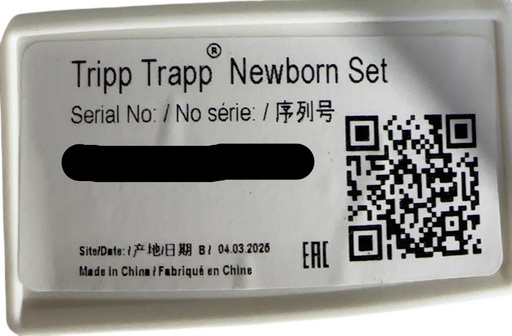 Tripp Trapp® Newborn Set
Serial No: / No série: / 序列号
Site/Date: / 产地/日期 B / 04.03.2025
Made in China / Fabriqué en Chine
EAC